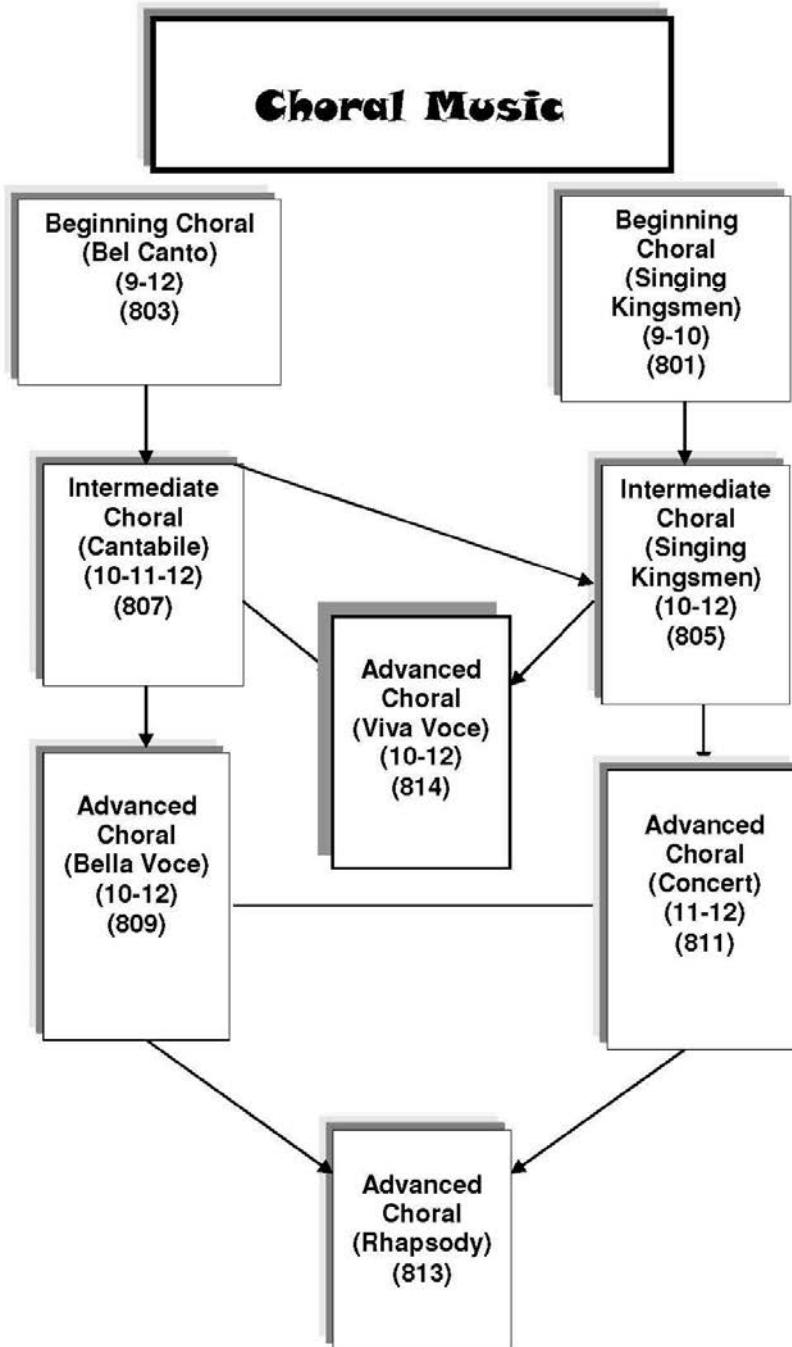 Choral Music
Beginning Choral
(Bel Canto)
(9-12)
(803)
Beginning
Choral
(Singing
Kingsmen)
(9-10)
(801)
Intermediate
Choral
(Cantabile)
(10-11-12)
(807)
Intermediate
Choral
(Singing
Kingsmen)
(10-12)
(805)
Advanced
Choral
(Viva Voce)
(10-12)
(814)
Advanced
Choral
(Bella Voce)
(10-12)
(809)
Advanced
Choral
(Concert)
(11-12)
(811)
Advanced
Choral
(Rhapsody)
(813)